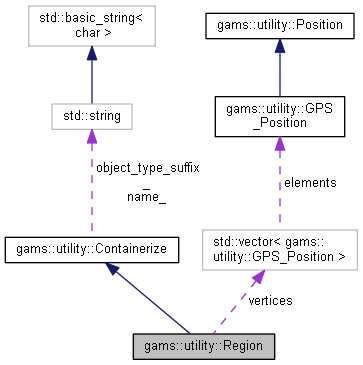 std::basic_string<
char >
gams::utility::Position
std::string
gams::utility::GPS
_Position
object_type_suffix
_
name_
elements
gams::utility::Containerize
std::vector< gams::
utility::GPS_Position >
vertices
gams::utility::Region